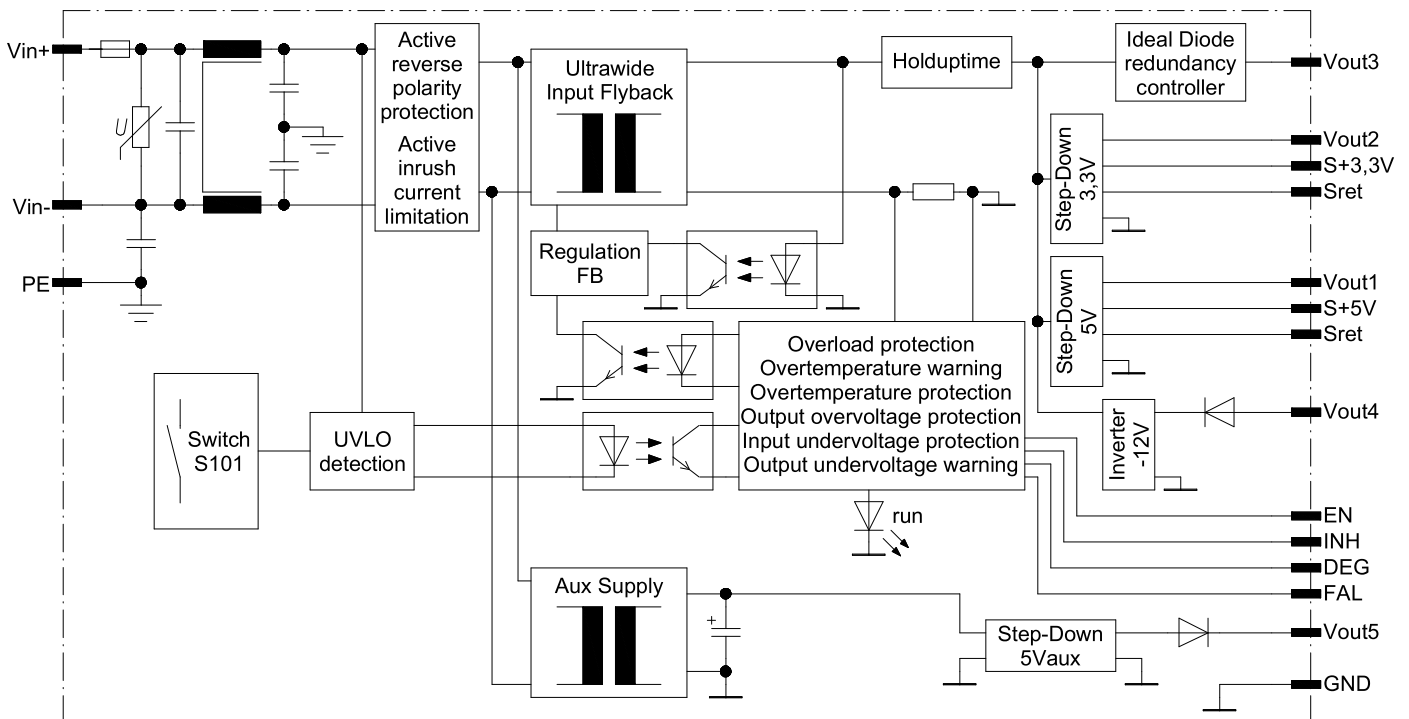 Vin+
Vin-
PE
U
Active
reverse
polarity
protection
Active
inrush
current
limitation
Ultrawide
Input Flyback
Holduptime
Ideal Diode
redundancy
controller
Vout3
Step-Down
3,3V
Vout2
S+3,3V
Sret
Regulation
FB
Step-Down
5V
Vout1
S+5V
Sret
Overload protection
Overtemperature warning
Overtemperature protection
Output overvoltage protection
Input undervoltage protection
Output undervoltage warning
Switch
S101
UVLO
detection
Inverter
-12V
Vout4
run
EN
INH
DEG
FAL
Aux Supply
+
Step-Down
5Vaux
Vout5
GND